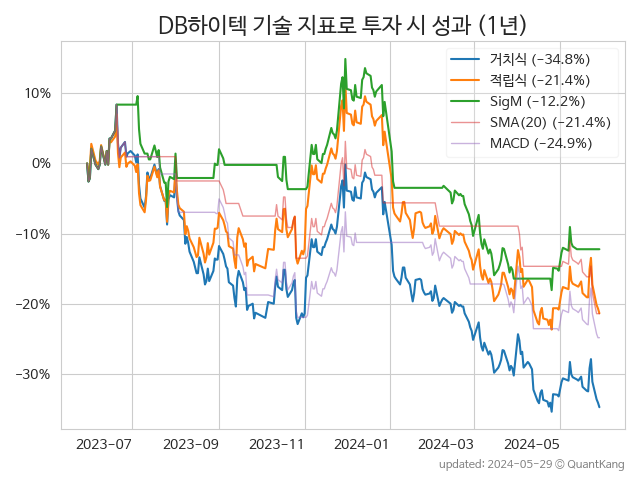 DB하이텍 기술 지표로 투자 시 성과 (1년)
거치식 (−34.8%)
적립식 (−21.4%)
SigM (−12.2%)
SMA(20) (−21.4%)
MACD (−24.9%)
10%
0%
−10%
−20%
−30%
2023-07
2023-09
2023-11
2024-01
2024-03
2024-05
updated: 2024-05-29 © QuantKang